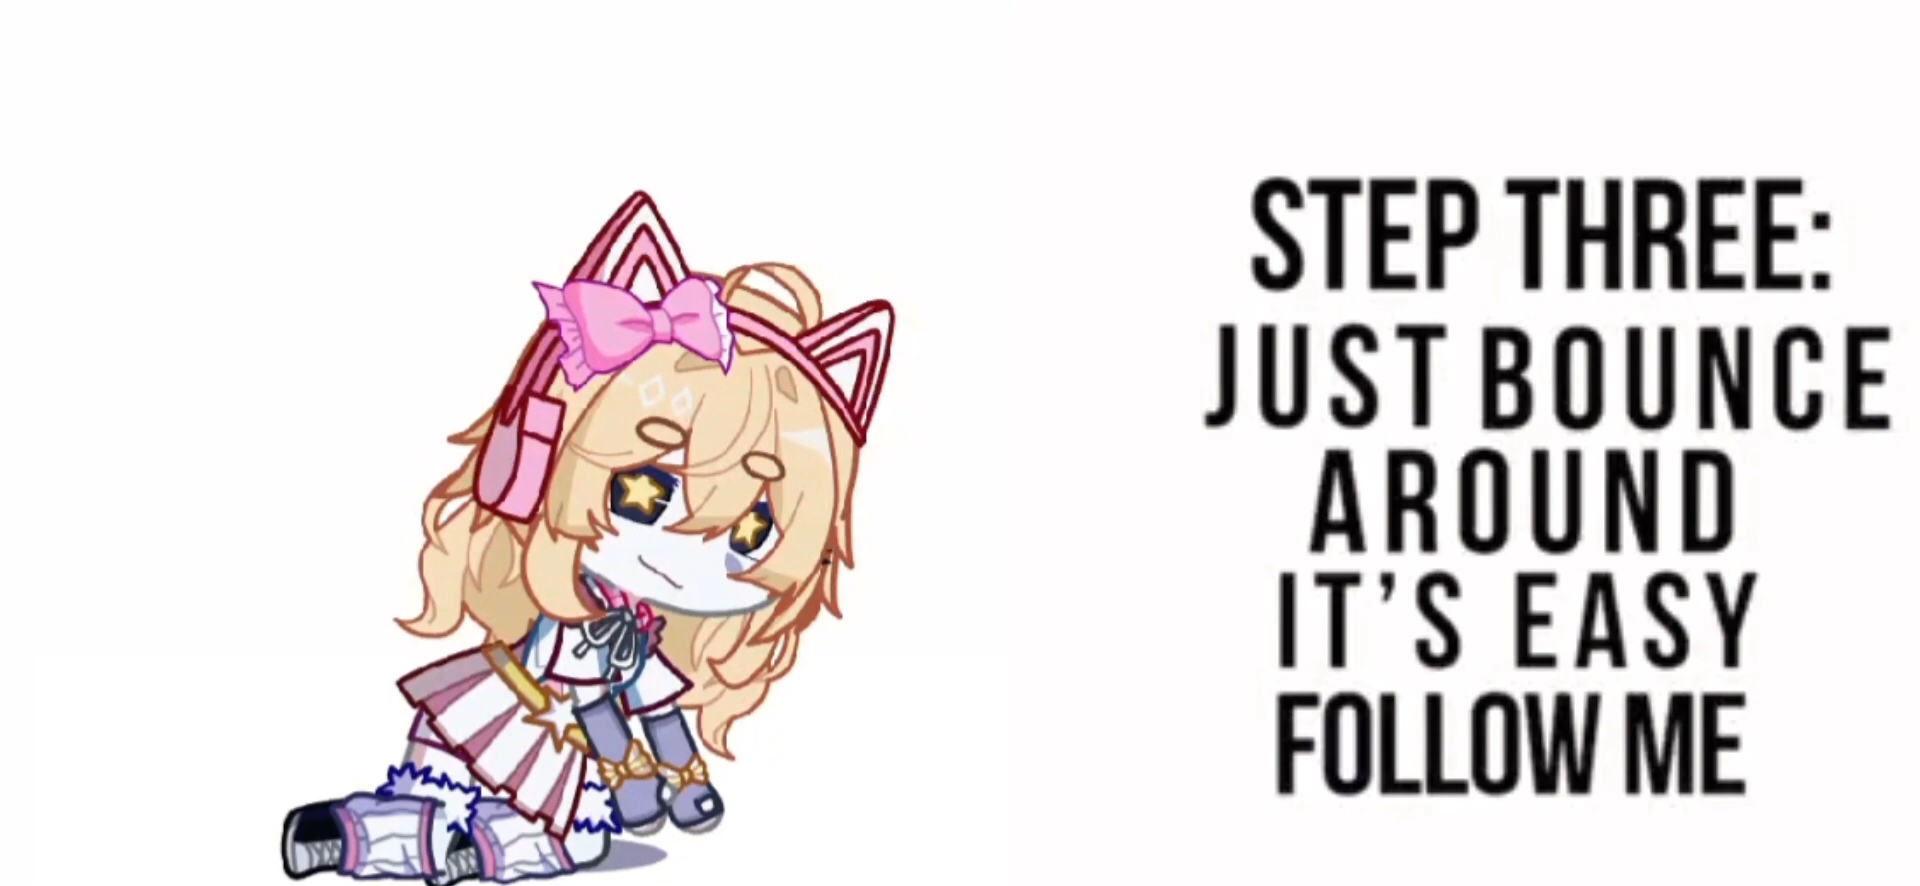 STEP THREE:
JUST BOUNCE
AROUND
IT'S EASY
FOLLOW ME